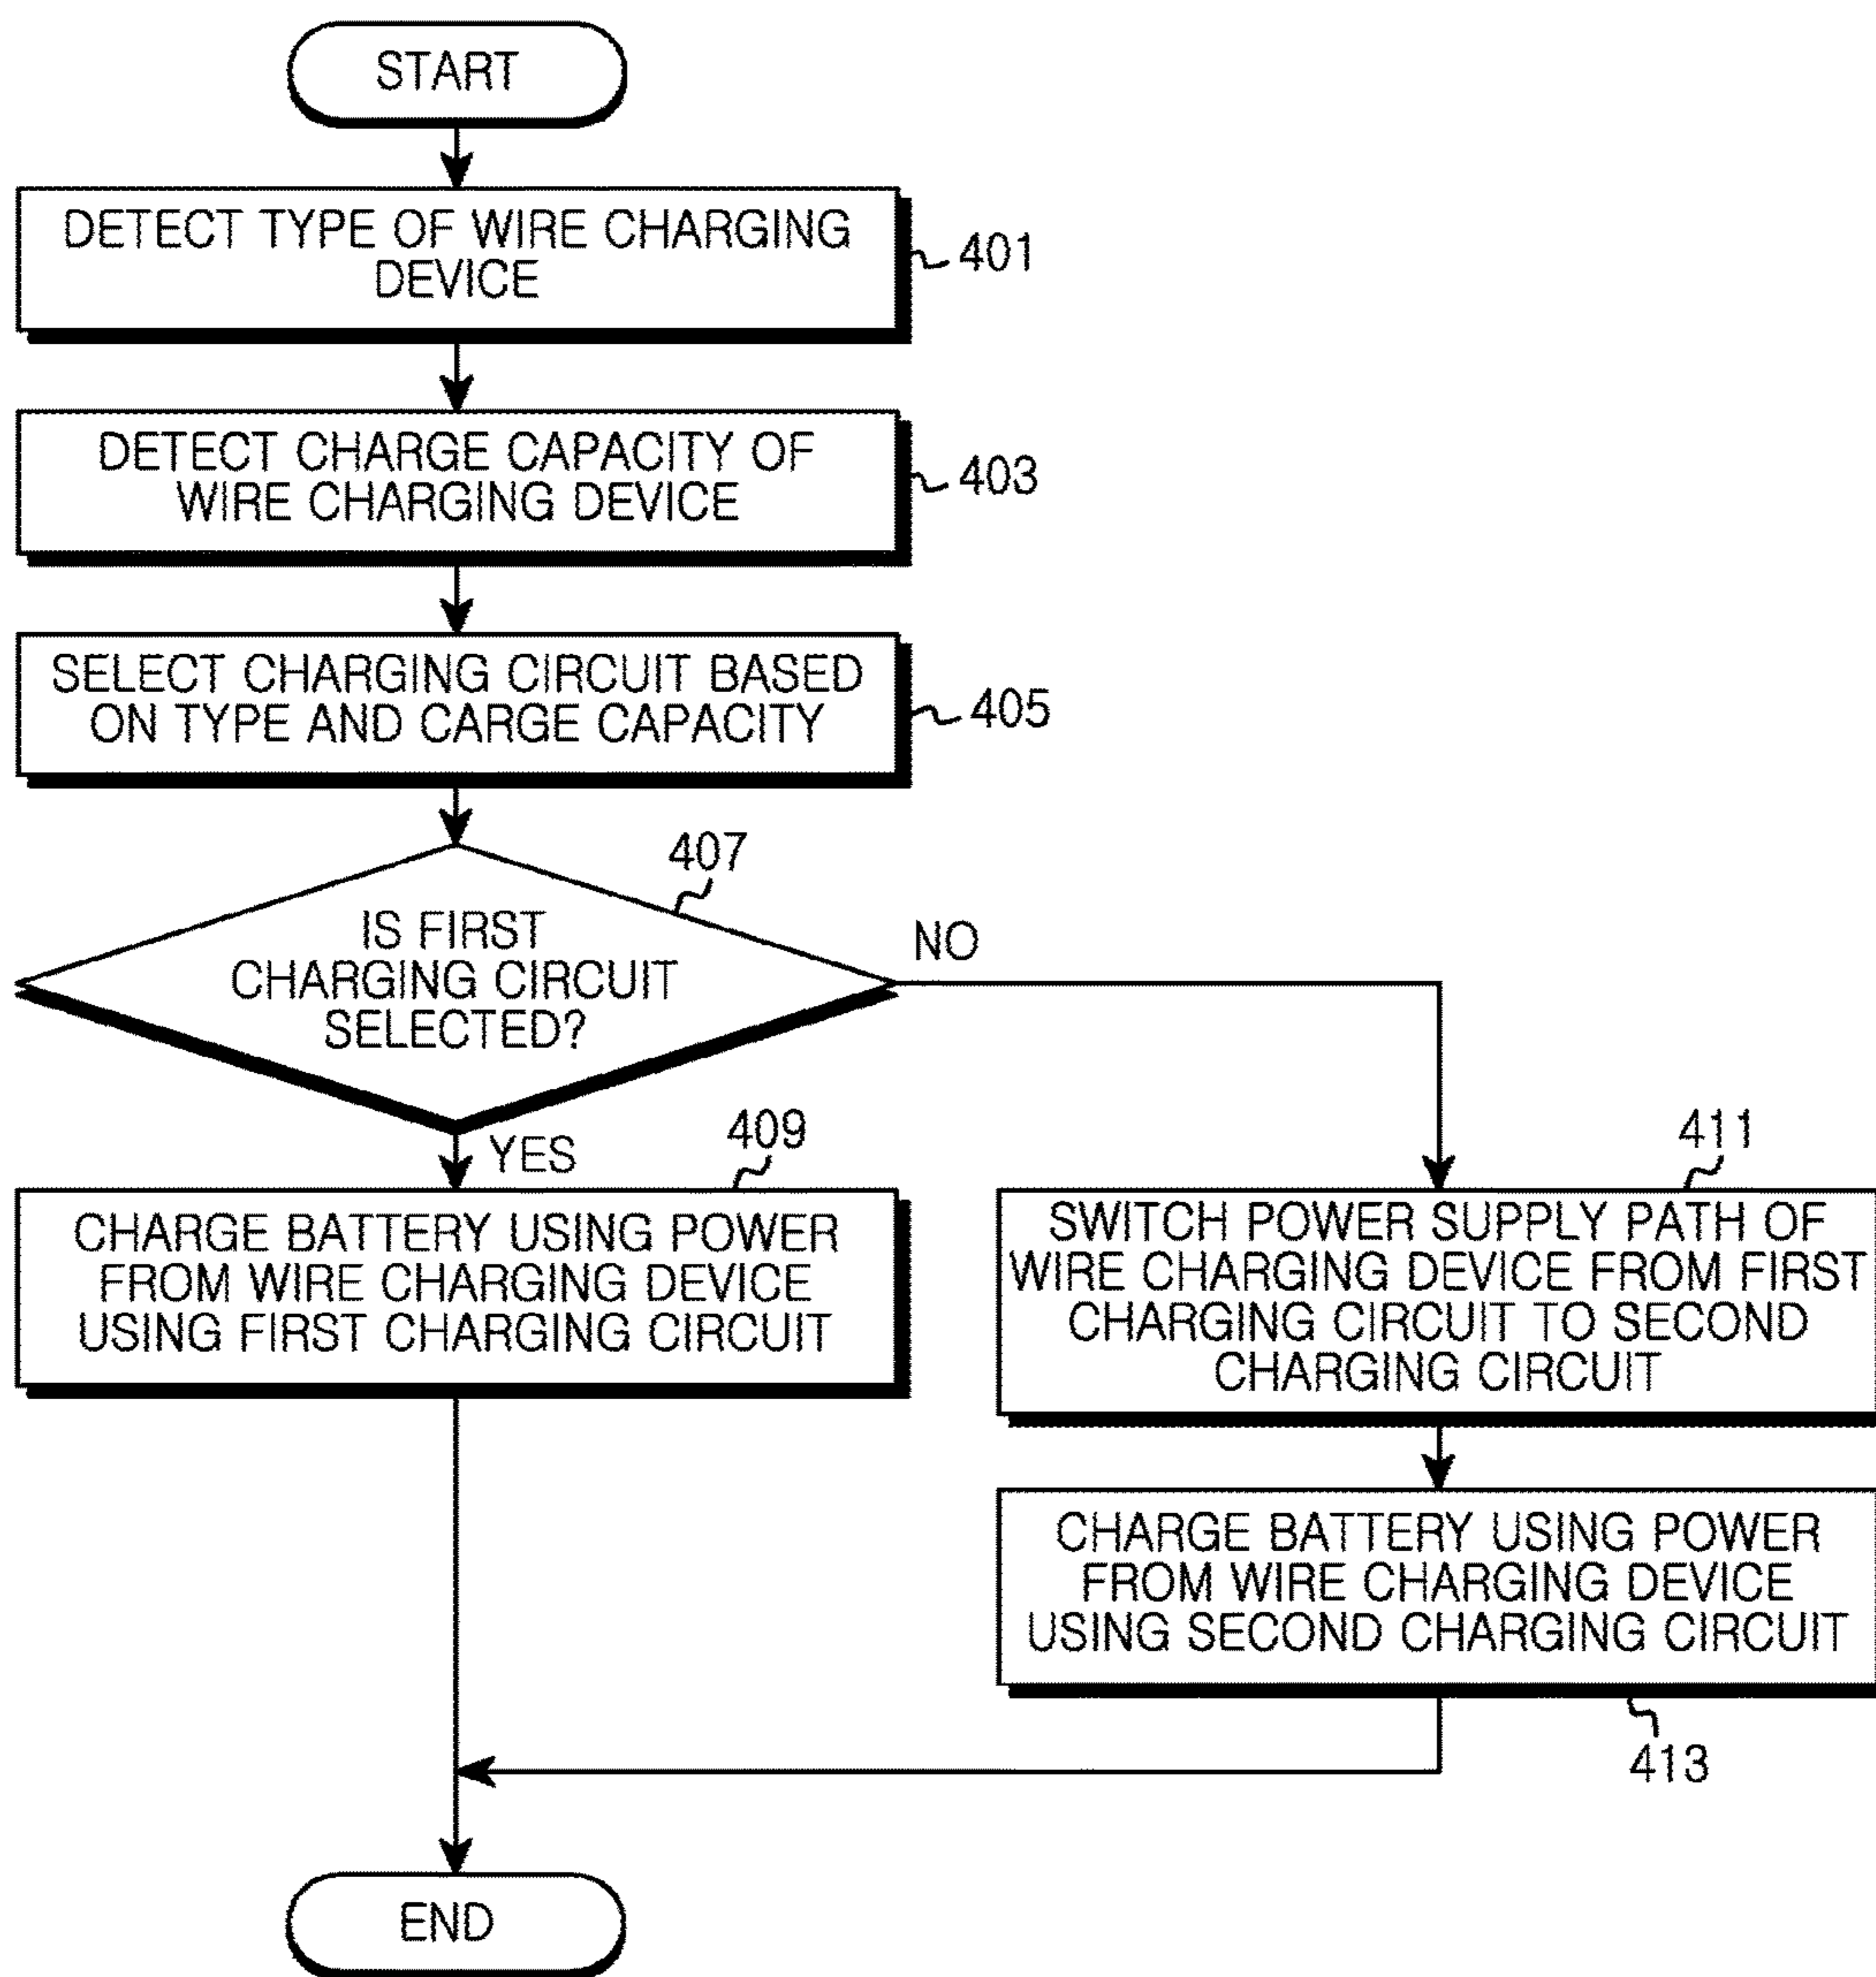 START
DETECT TYPE OF WIRE CHARGING
DEVICE
401
DETECT CHARGE CAPACITY OF
WIRE CHARGING DEVICE
403
SELECT CHARGING CIRCUIT BASED
ON TYPE AND CARGE CAPACITY
405
407
IS FIRST
CHARGING CIRCUIT
SELECTED?
NO
YES
409
CHARGE BATTERY USING POWER
FROM WIRE CHARGING DEVICE
USING FIRST CHARGING CIRCUIT
411
SWITCH POWER SUPPLY PATH OF
WIRE CHARGING DEVICE FROM FIRST
CHARGING CIRCUIT TO SECOND
CHARGING CIRCUIT
CHARGE BATTERY USING POWER
FROM WIRE CHARGING DEVICE
USING SECOND CHARGING CIRCUIT
413
END